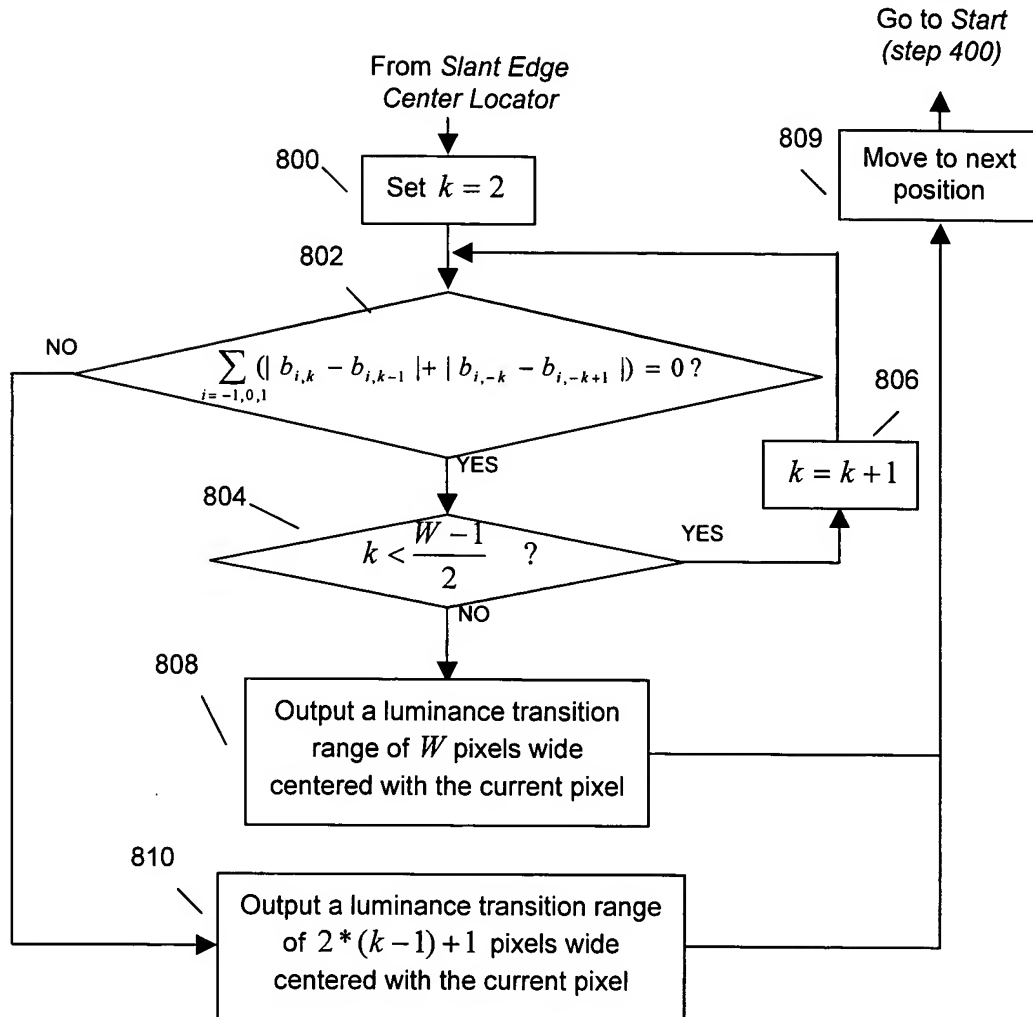 Go to Start
(step 400)
From Slant Edge
Center Locator
809
Move to next
position
800
Set k = 2
802
NO
∑ (| b_{i,k} − b_{i,k−1} | + | b_{i,−k} − b_{i,−k+1} |) = 0 ?
i=−1,0,1
806
YES
k = k + 1
804
YES
k < (W − 1)/2 ?
NO
808
Output a luminance transition
range of W pixels wide
centered with the current pixel
810
Output a luminance transition range
of 2 * (k − 1) + 1 pixels wide
centered with the current pixel